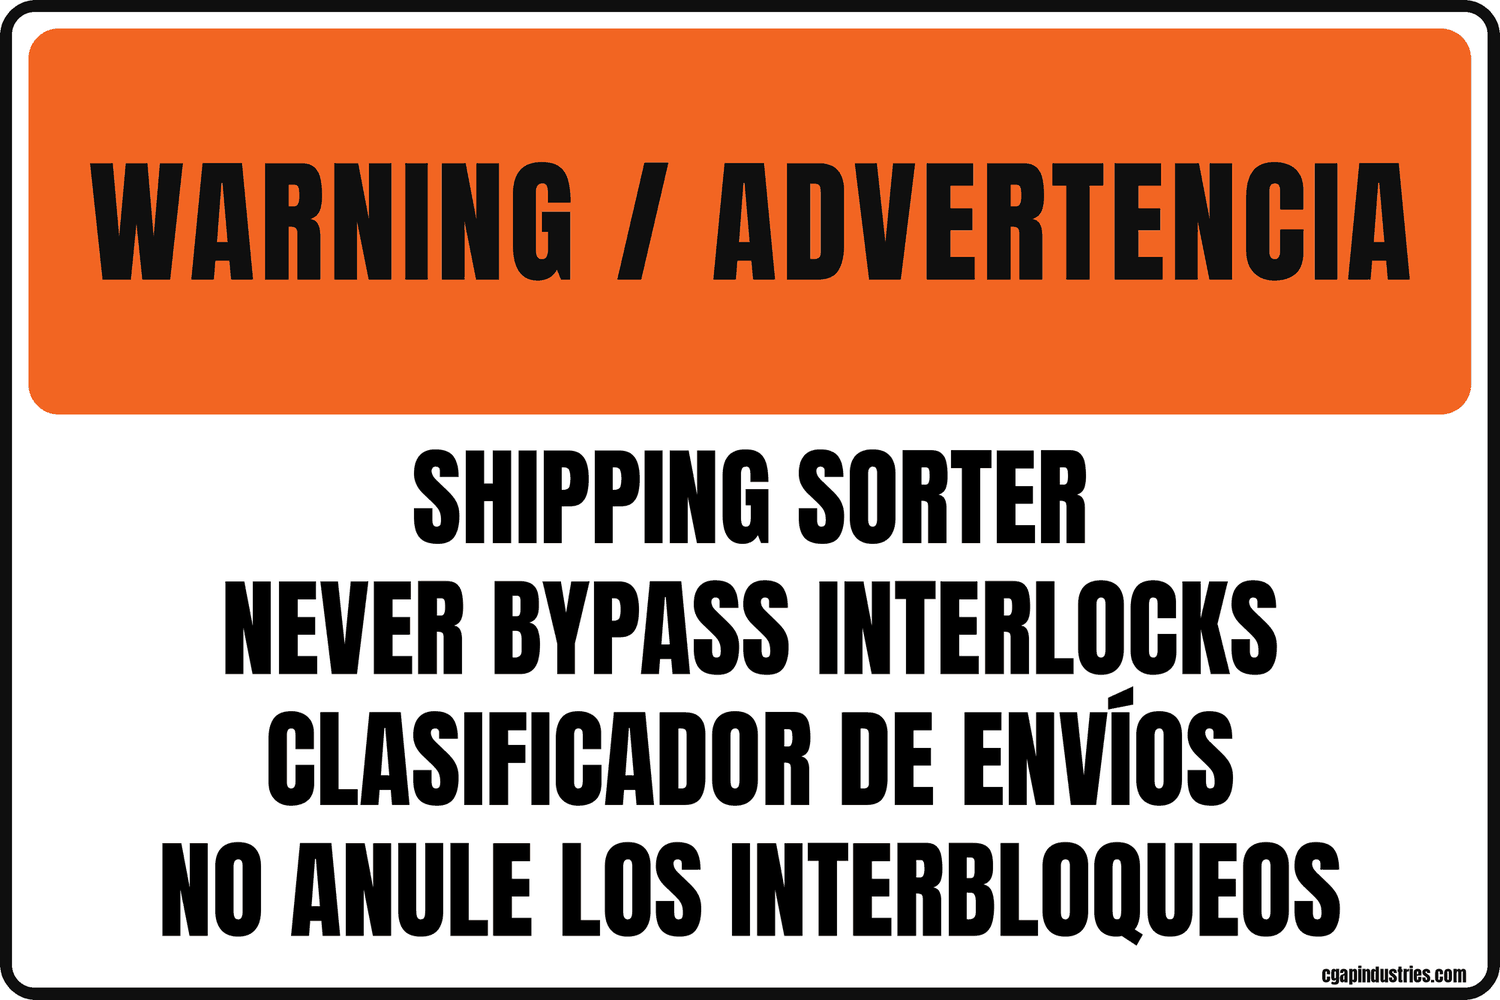 WARNING / ADVERTENCIA
SHIPPING SORTER
NEVER BYPASS INTERLOCKS
CLASIFICADOR DE ENVÍOS
NO ANULE LOS INTERBLOQUEOS
cgapindustries.com